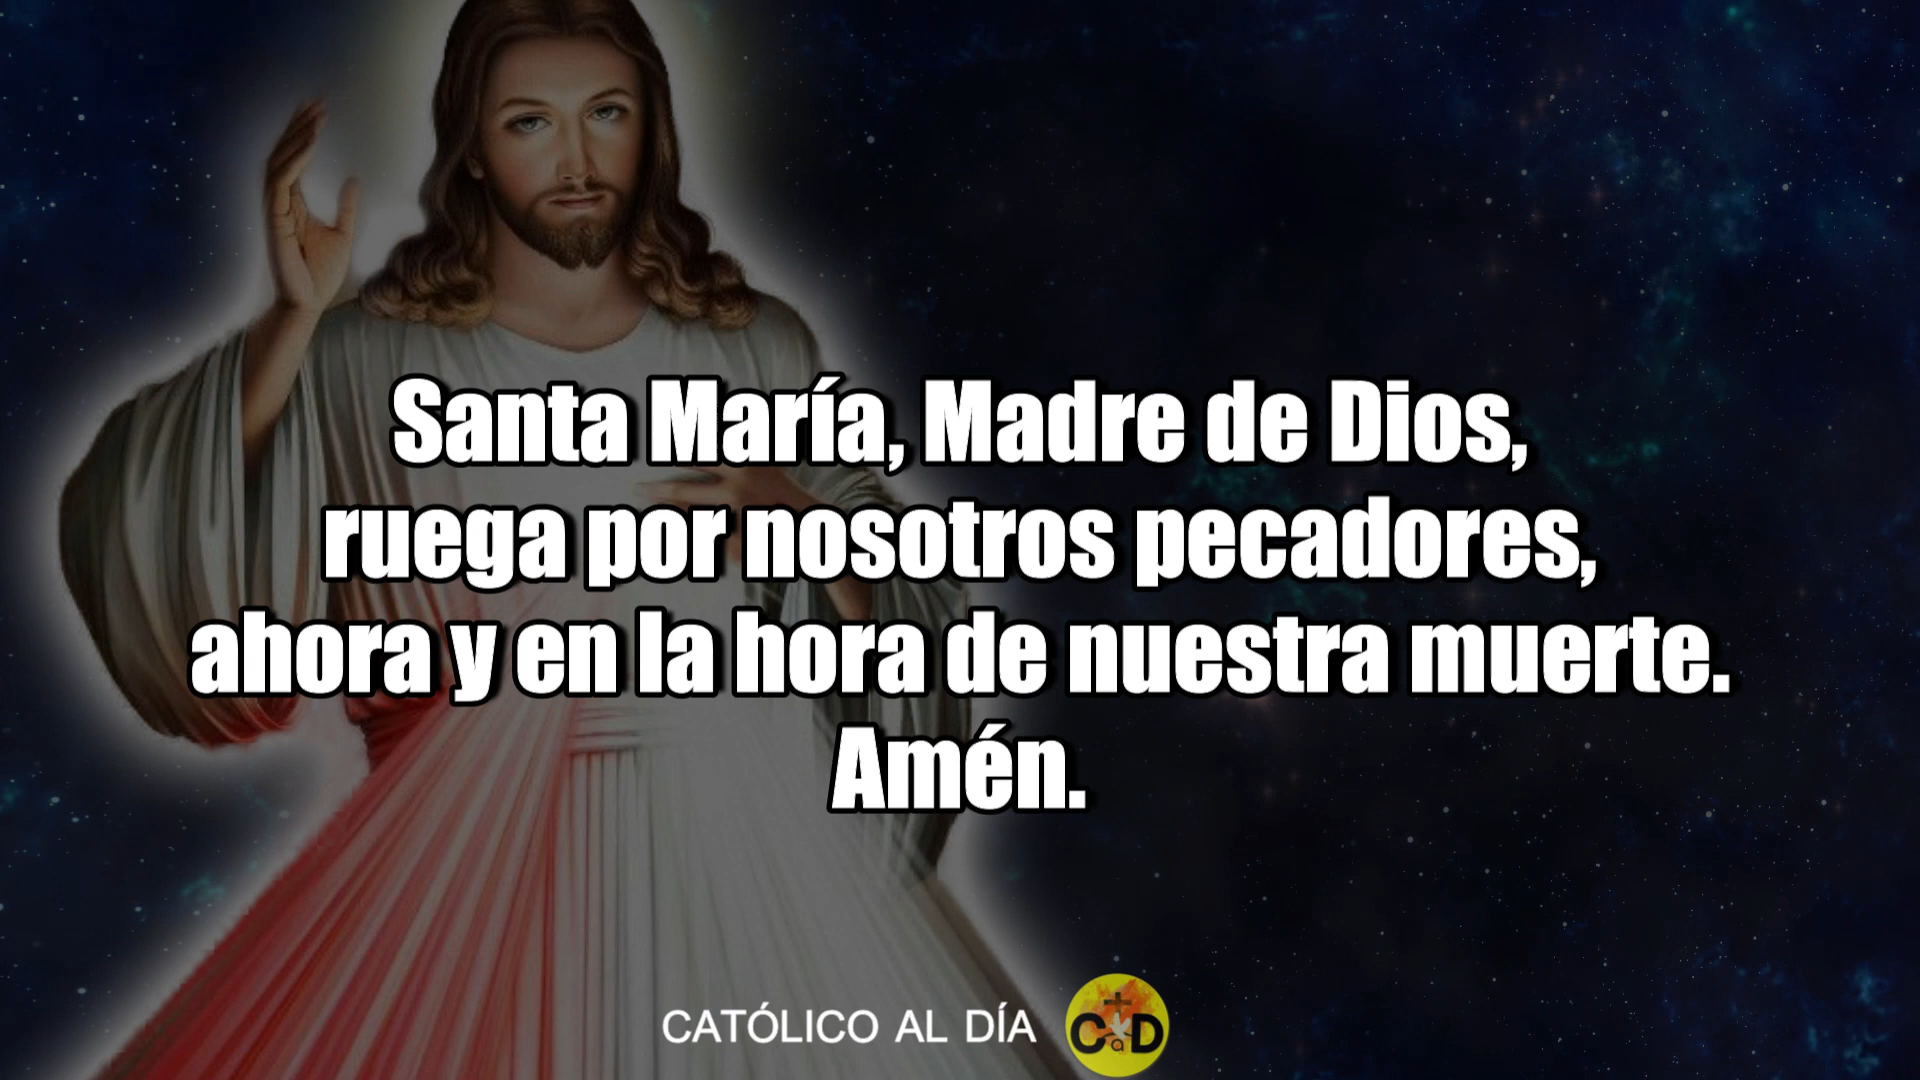 Santa María, Madre de Dios,
ruega por nosotros pecadores,
ahora y en la hora de nuestra muerte.
Amén.
CATÓLICO AL DÍA
CaD